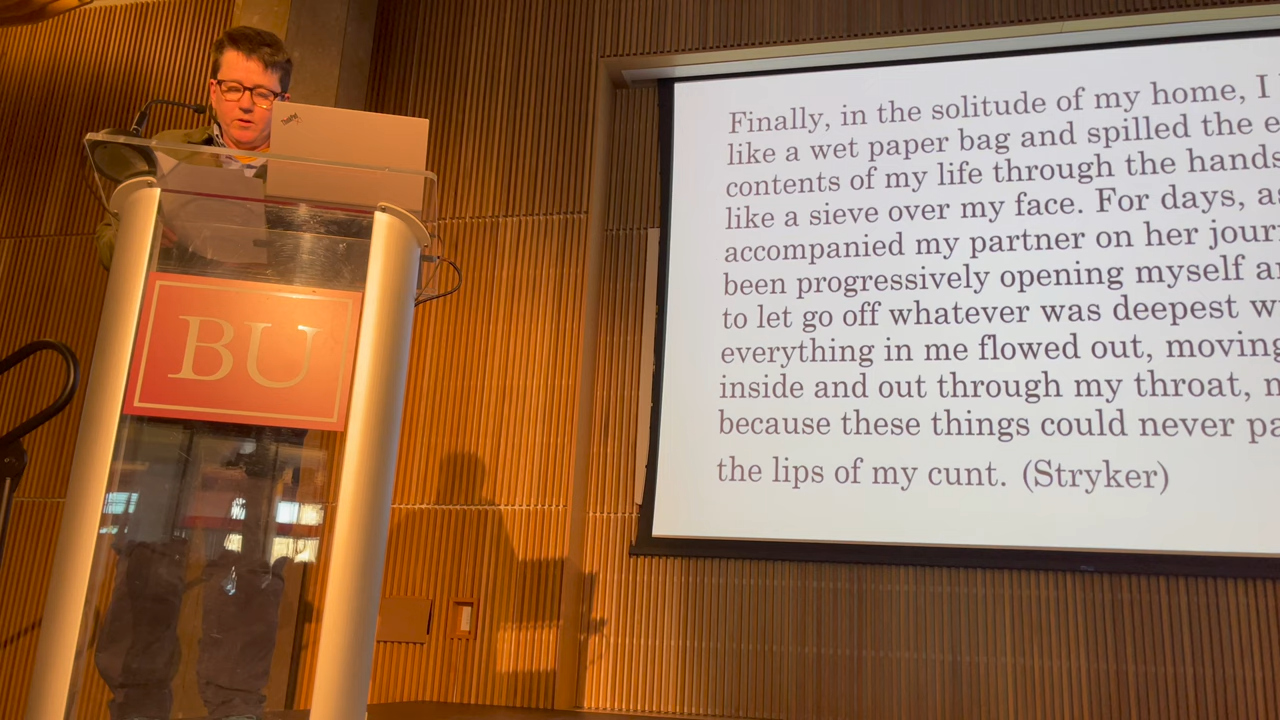 ThinkPad
BU
Finally, in the solitude of my home, I
like a wet paper bag and spilled the e
contents of my life through the hands
like a sieve over my face. For days, a
accompanied my partner on her jour
been progressively opening myself a
to let go off whatever was deepest w
everything in me flowed out, moving
inside and out through my throat, n
because these things could never pa
the lips of my cunt. (Stryker)